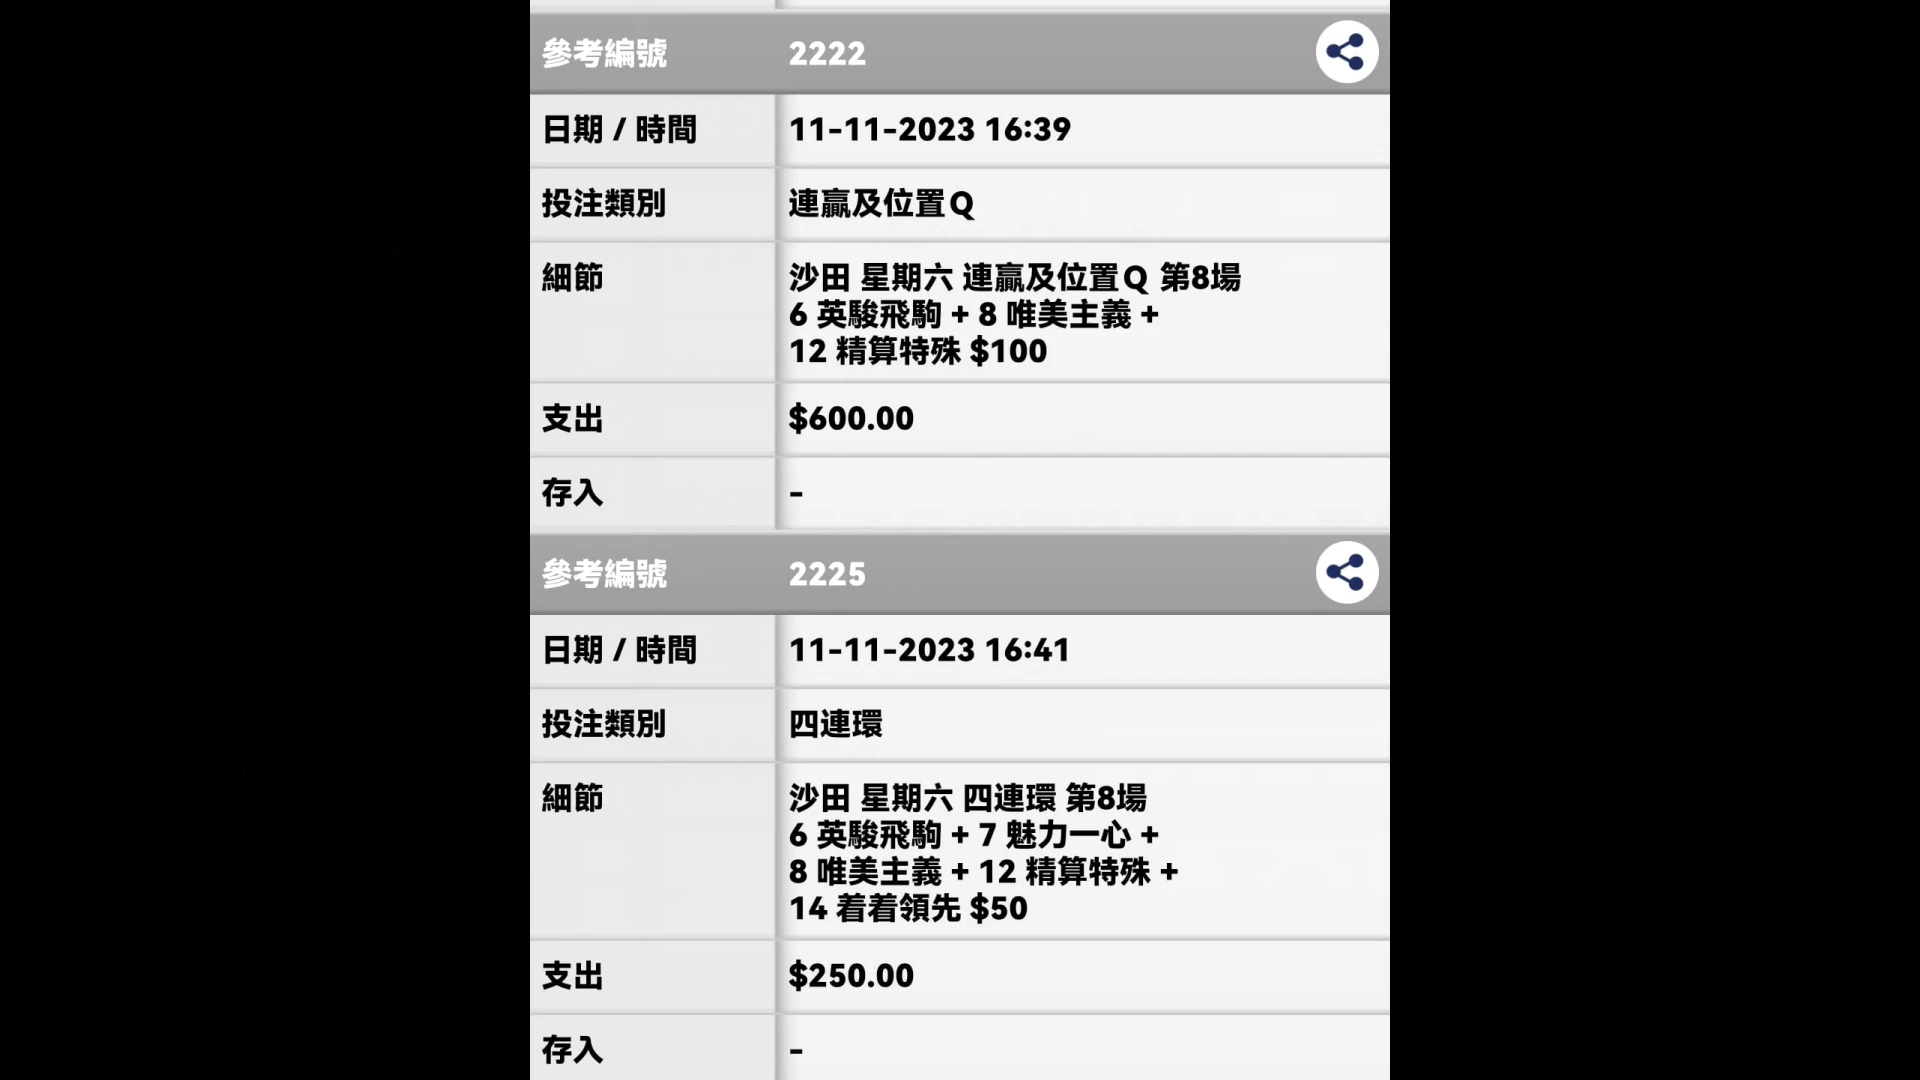 參考編號 2222
日期 / 時間 11-11-2023 16:39
投注類別 連贏及位置Q
細節 沙田 星期六 連贏及位置Q 第8場
6 英駿飛駒 + 8 唯美主義 +
12 精算特殊 $100
支出 $600.00
存入 -
參考編號 2225
日期 / 時間 11-11-2023 16:41
投注類別 四連環
細節 沙田 星期六 四連環 第8場
6 英駿飛駒 + 7 魅力一心 +
8 唯美主義 + 12 精算特殊 +
14 着着領先 $50
支出 $250.00
存入 -